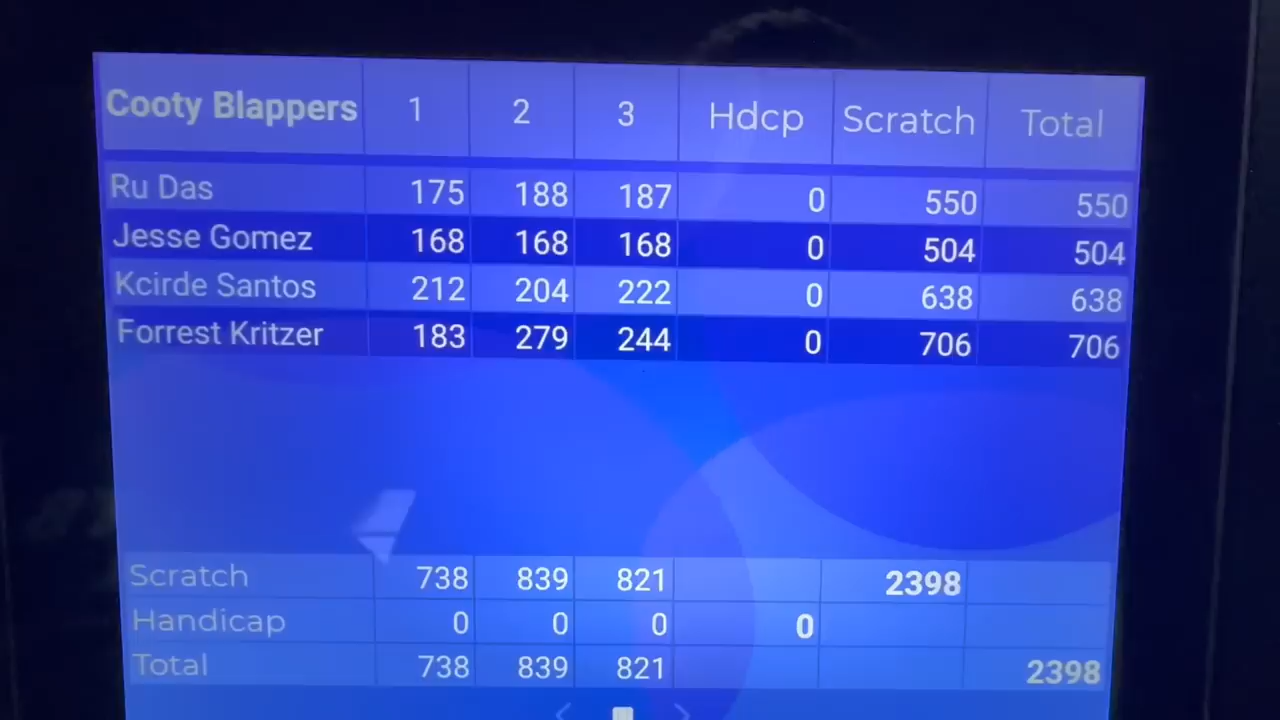 Cooty Blappers 1 2 3 Hdcp Scratch Total
Ru Das 175 188 187 0 550 550
Jesse Gomez 168 168 168 0 504 504
Kcirde Santos 212 204 222 0 638 638
Forrest Kritzer 183 279 244 0 706 706
Scratch 738 839 821 2398
Handicap 0 0 0 0
Total 738 839 821 2398